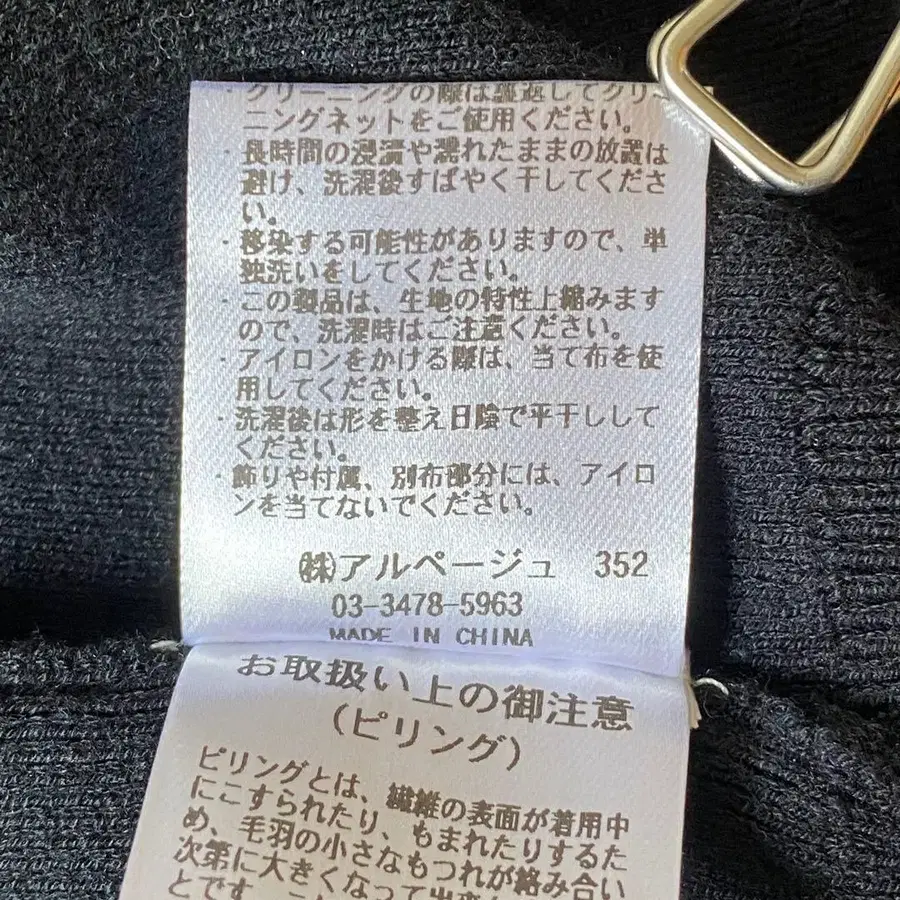 ・クリーニングの際は裏返してクリー
ニングネットをご使用ください。
・長時間の浸漬や濡れたままの放置は
避け、洗濯後すばやく干してくださ
い。
・移染する可能性がありますので、単
独洗いをしてください。
・この製品は、生地の特性上縮みます
ので、洗濯時はご注意ください。
・アイロンをかける際は、当て布を使
用してください。
・洗濯後は形を整え日陰で平干しして
ください。
・飾りや付属、別布部分には、アイロ
ンを当てないでください。
㈱アルページュ 352
03-3478-5963
MADE IN CHINA
お取扱い上の御注意
(ピリング)
ピリングとは、繊維の表面が着用中
にこすられたり、もまれたりするた
め、毛羽の小さなもつれが絡み合い
次第に大きくなって出来
とです。